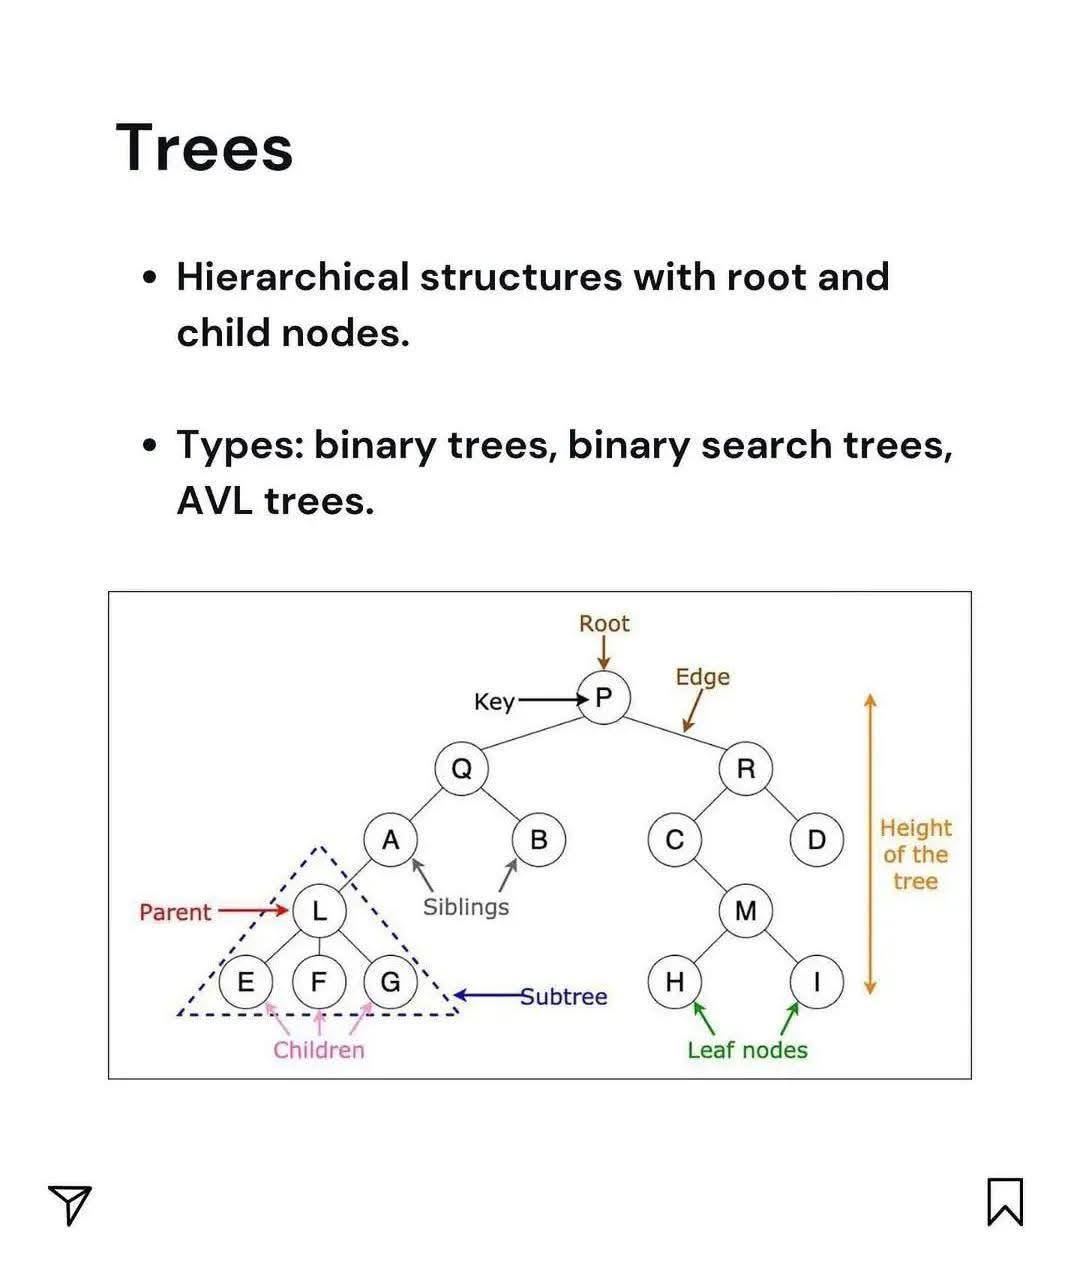 Trees
• Hierarchical structures with root and
child nodes.
• Types: binary trees, binary search trees,
AVL trees.
Root
Edge
Key
P
Q
R
A
B
C
D
Height
of the
tree
Siblings
Parent
L
M
E
F
G
H
I
Subtree
Children
Leaf nodes